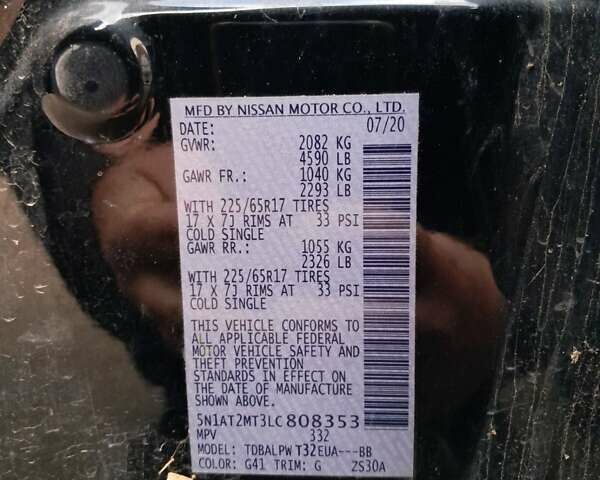 MFD BY NISSAN MOTOR CO., LTD.
DATE: 07/20
GVWR: 2082 KG
4590 LB
GAWR FR.: 1040 KG
2293 LB
WITH 225/65R17 TIRES
17 X 7J RIMS AT 33 PSI
COLD SINGLE
GAWR RR.: 1055 KG
2326 LB
WITH 225/65R17 TIRES
17 X 7J RIMS AT 33 PSI
COLD SINGLE
THIS VEHICLE CONFORMS TO
ALL APPLICABLE FEDERAL
MOTOR VEHICLE SAFETY AND
THEFT PREVENTION
STANDARDS IN EFFECT ON
THE DATE OF MANUFACTURE
SHOWN ABOVE.
5N1AT2MT3LC808353
MPV 332
MODEL: TDBALPW T32EUA---BB
COLOR: G41 TRIM: G 2S30A